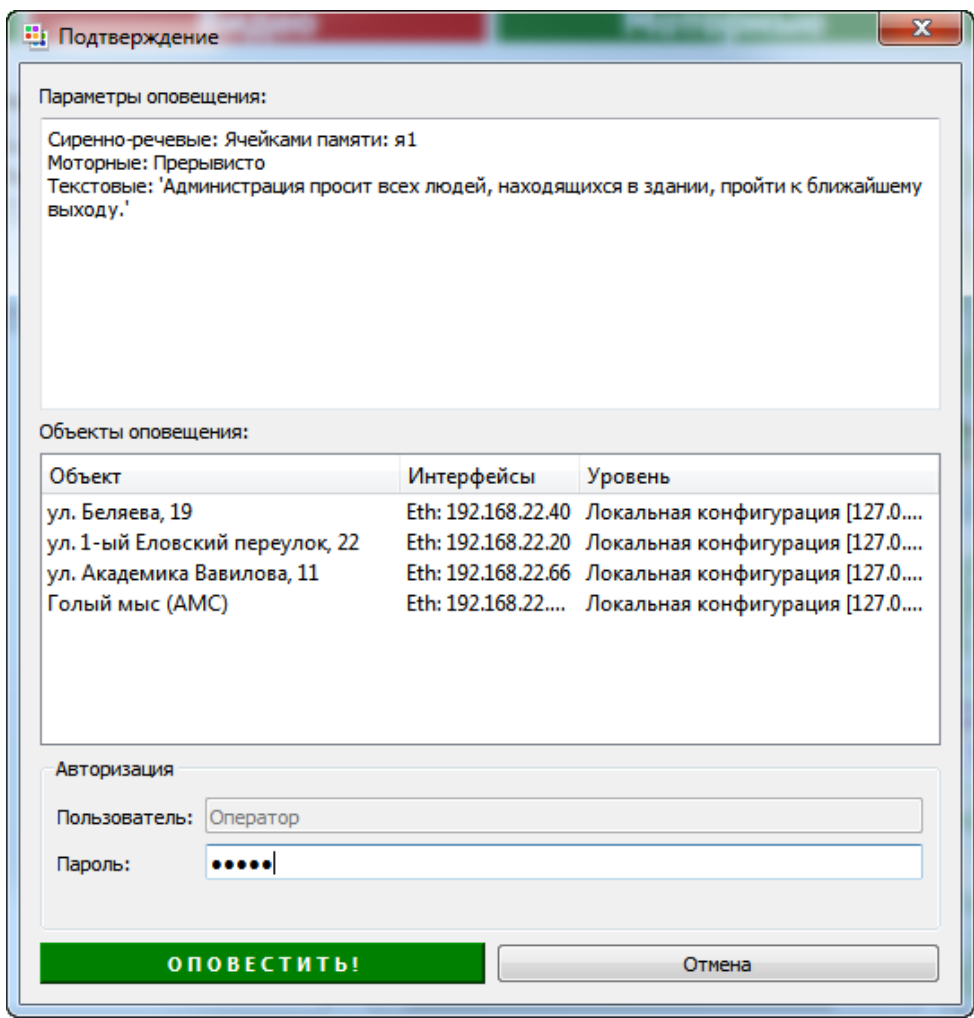 Подтверждение
Параметры оповещения:
Сиренно-речевые: Ячейками памяти: я1
Моторные: Прерывисто
Текстовые: 'Администрация просит всех людей, находящихся в здании, пройти к ближайшему
выходу.'
Объекты оповещения:
Объект Интерфейсы Уровень
ул. Беляева, 19 Eth: 192.168.22.40 Локальная конфигурация [127.0....
ул. 1-ый Еловский переулок, 22 Eth: 192.168.22.20 Локальная конфигурация [127.0....
ул. Академика Вавилова, 11 Eth: 192.168.22.66 Локальная конфигурация [127.0....
Голый мыс (АМС) Eth: 192.168.22.... Локальная конфигурация [127.0....
Авторизация
Пользователь: Оператор
Пароль: •••••
ОПОВЕСТИТЬ! Отмена